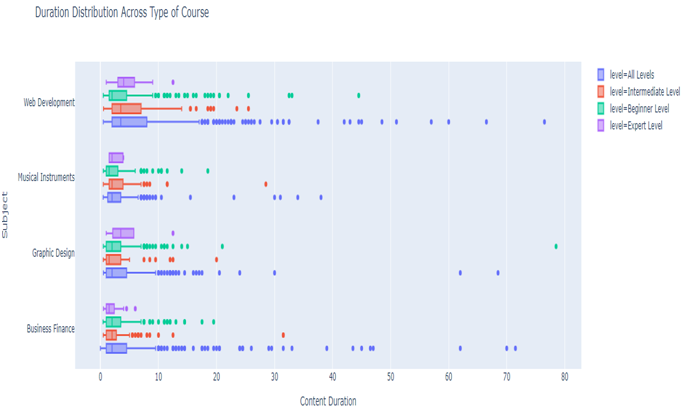 Duration Distribution Across Type of Course
level=All Levels
level=Intermediate Level
level=Beginner Level
level=Expert Level
Subject
Web Development
Musical Instruments
Graphic Design
Business Finance
0 10 20 30 40 50 60 70 80
Content Duration